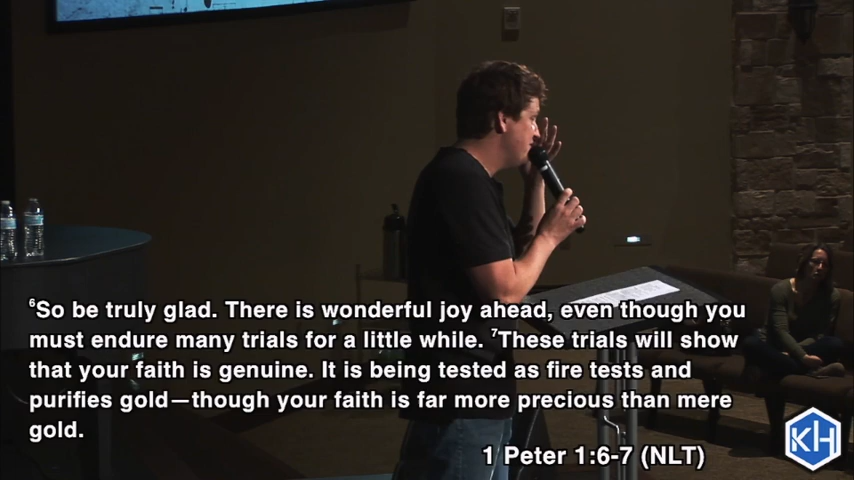 ⁶So be truly glad. There is wonderful joy ahead, even though you
must endure many trials for a little while. ⁷These trials will show
that your faith is genuine. It is being tested as fire tests and
purifies gold—though your faith is far more precious than mere
gold.
1 Peter 1:6-7 (NLT)
KH